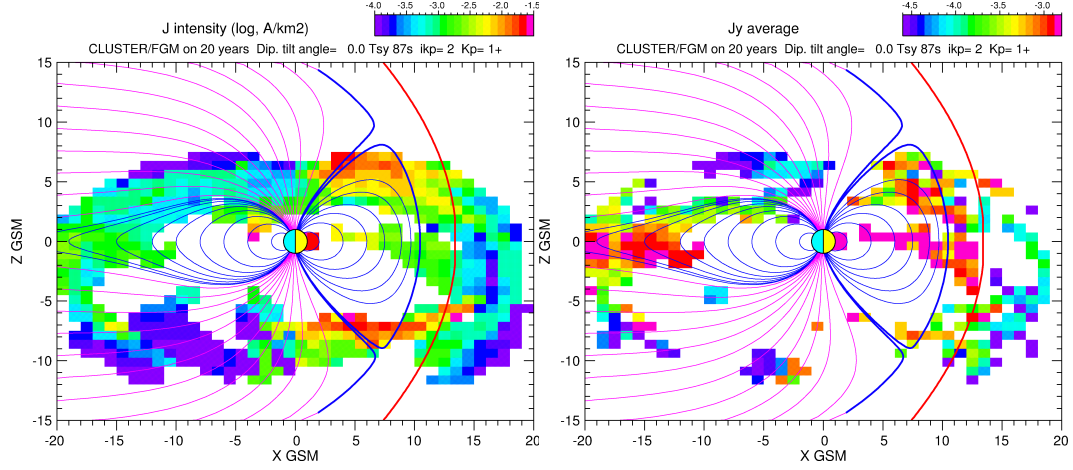 -4.0 -3.5 -3.0 -2.5 -2.0 -1.5
J intensity (log, A/km2)
CLUSTER/FGM on 20 years Dip. tilt angle= 0.0 Tsy 87s ikp= 2 Kp= 1+
15
10
5
0
-5
-10
-15
Z GSM
-20 -15 -10 -5 0 5 10 15 20
X GSM
-4.5 -4.0 -3.5 -3.0
Jy average
CLUSTER/FGM on 20 years Dip. tilt angle= 0.0 Tsy 87s ikp= 2 Kp= 1+
15
10
5
0
-5
-10
-15
Z GSM
-20 -15 -10 -5 0 5 10 15 20
X GSM